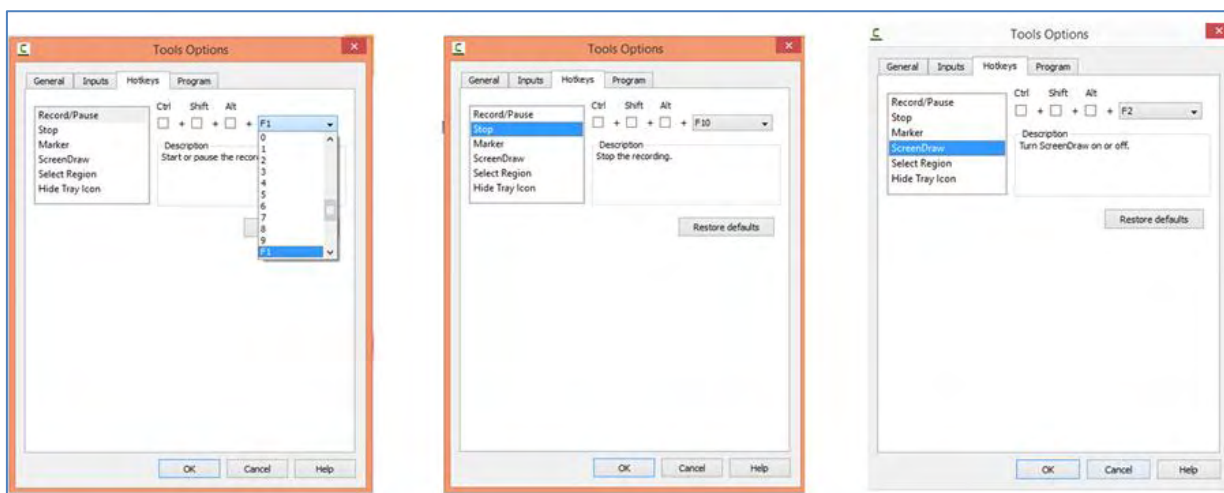 Tools Options
General Inputs Hotkeys Program
Record/Pause
Stop
Marker
ScreenDraw
Select Region
Hide Tray Icon
Ctrl Shift Alt
+ + + F1
0
1
2
3
4
5
6
7
8
9
F1
Description
Start or pause the recor
OK Cancel Help
Tools Options
General Inputs Hotkeys Program
Record/Pause
Stop
Marker
ScreenDraw
Select Region
Hide Tray Icon
Ctrl Shift Alt
+ + + F10
Description
Stop the recording.
Restore defaults
OK Cancel Help
Tools Options
General Inputs Hotkeys Program
Record/Pause
Stop
Marker
ScreenDraw
Select Region
Hide Tray Icon
Ctrl Shift Alt
+ + + F2
Description
Turn ScreenDraw on or off.
Restore defaults
OK Cancel Help